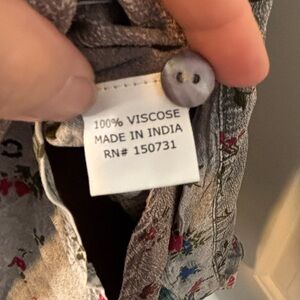 100% VISCOSE
MADE IN INDIA
RN# 150731